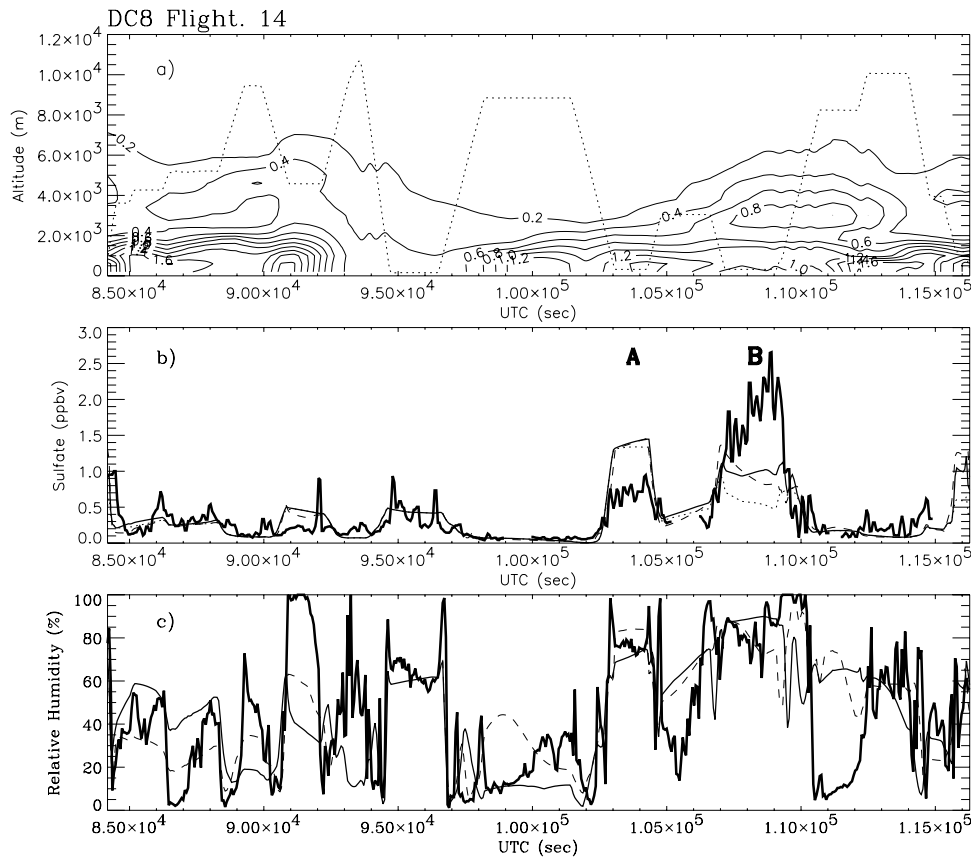 DC8 Flight. 14
a)
1.2×10⁴
1.0×10⁴
8.0×10³
6.0×10³
4.0×10³
2.0×10³
0
Altitude (m)
0.2
0.4
0.4
0.2
0.4
0.8
0.6
1.6
0.6
0.8
1.2
1.2
1.0
8.50×10⁴ 9.00×10⁴ 9.50×10⁴ 1.00×10⁵ 1.05×10⁵ 1.10×10⁵ 1.15×10⁵
UTC (sec)
b)
A
B
3.0
2.5
2.0
1.5
1.0
0.5
0.0
Sulfate (ppbv)
8.50×10⁴ 9.00×10⁴ 9.50×10⁴ 1.00×10⁵ 1.05×10⁵ 1.10×10⁵ 1.15×10⁵
UTC (sec)
c)
100
80
60
40
20
0
Relative Humidity (%)
8.50×10⁴ 9.00×10⁴ 9.50×10⁴ 1.00×10⁵ 1.05×10⁵ 1.10×10⁵ 1.15×10⁵
UTC (sec)